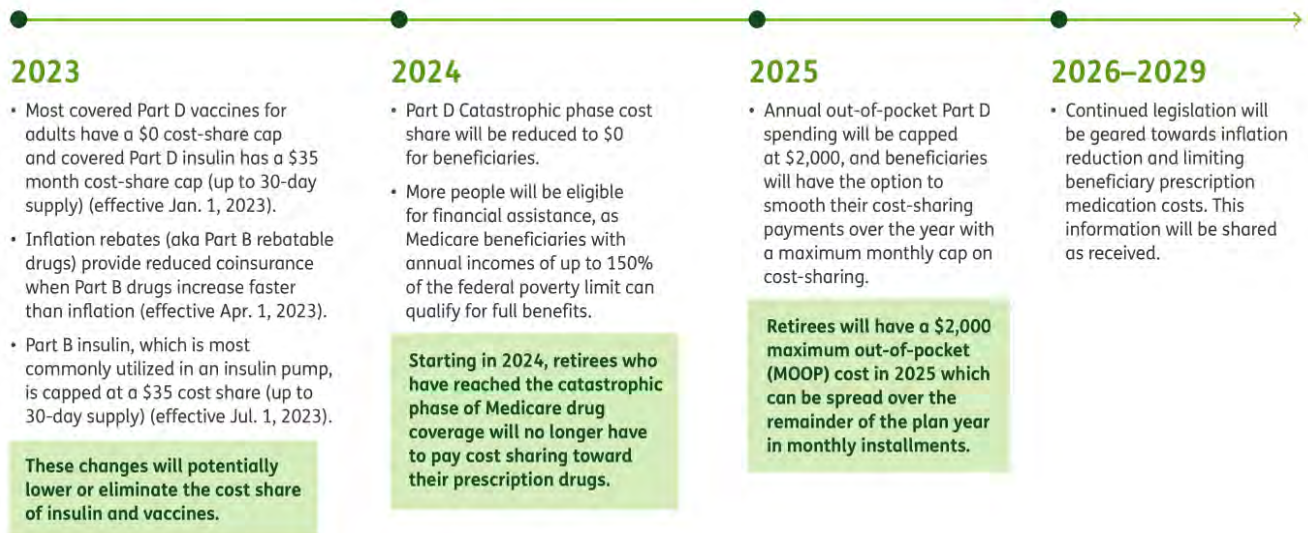 2023
• Most covered Part D vaccines for
adults have a $0 cost-share cap
and covered Part D insulin has a $35
month cost-share cap (up to 30-day
supply) (effective Jan. 1, 2023).
• Inflation rebates (aka Part B rebatable
drugs) provide reduced coinsurance
when Part B drugs increase faster
than inflation (effective Apr. 1, 2023).
• Part B insulin, which is most
commonly utilized in an insulin pump,
is capped at a $35 cost share (up to
30-day supply) (effective Jul. 1, 2023).
These changes will potentially
lower or eliminate the cost share
of insulin and vaccines.
2024
• Part D Catastrophic phase cost
share will be reduced to $0
for beneficiaries.
• More people will be eligible
for financial assistance, as
Medicare beneficiaries with
annual incomes of up to 150%
of the federal poverty limit can
qualify for full benefits.
Starting in 2024, retirees who
have reached the catastrophic
phase of Medicare drug
coverage will no longer have
to pay cost sharing toward
their prescription drugs.
2025
• Annual out-of-pocket Part D
spending will be capped
at $2,000, and beneficiaries
will have the option to
smooth their cost-sharing
payments over the year with
a maximum monthly cap on
cost-sharing.
Retirees will have a $2,000
maximum out-of-pocket
(MOOP) cost in 2025 which
can be spread over the
remainder of the plan year
in monthly installments.
2026–2029
• Continued legislation will
be geared towards inflation
reduction and limiting
beneficiary prescription
medication costs. This
information will be shared
as received.